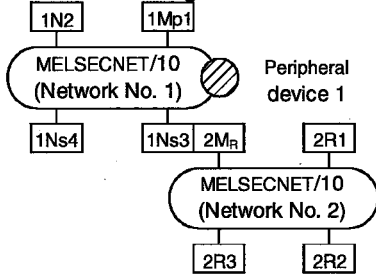 1N2 1Mp1
MELSECNET/10
(Network No. 1)
Peripheral
device 1
1Ns4 1Ns3 2MR 2R1
MELSECNET/10
(Network No. 2)
2R3 2R2